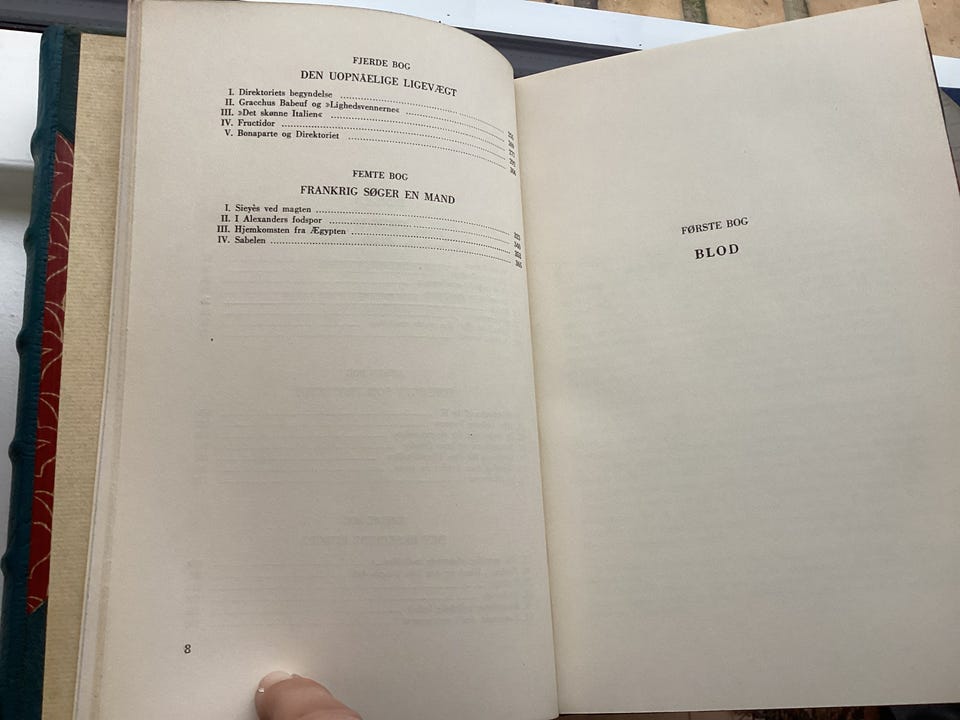 FJERDE BOG
DEN UOPNÅELIGE LIGEVÆGT
I. Direktoriets begyndelse
II. Gracchus Babeuf og »Lighedsvennerne«
III. »Det skønne Italien«
IV. Fructidor
V. Bonaparte og Direktoriet
FEMTE BOG
FRANKRIG SØGER EN MAND
I. Sieyès ved magten
II. I Alexanders fodspor
III. Hjemkomsten fra Ægypten
IV. Sabelen
8
FØRSTE BOG
BLOD